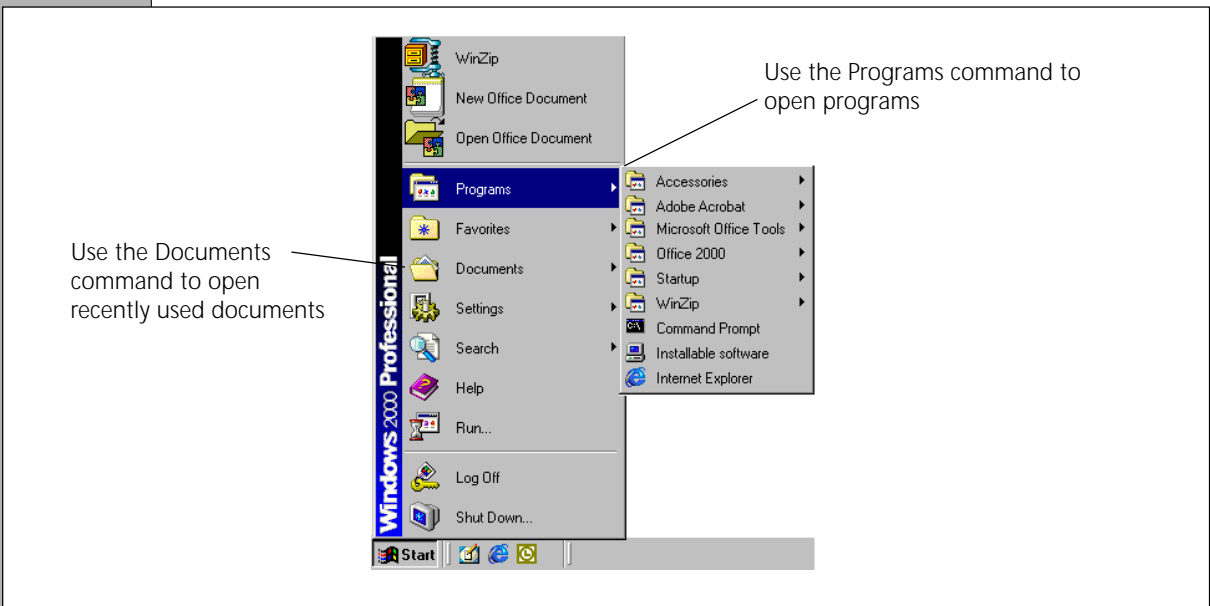 WinZip
New Office Document
Open Office Document
Use the Programs command to
open programs
Programs
Favorites
Documents
Settings
Search
Help
Run...
Log Off
Shut Down...
Accessories
Adobe Acrobat
Microsoft Office Tools
Office 2000
Startup
WinZip
Command Prompt
Installable software
Internet Explorer
Use the Documents
command to open
recently used documents
Windows 2000 Professional
Start